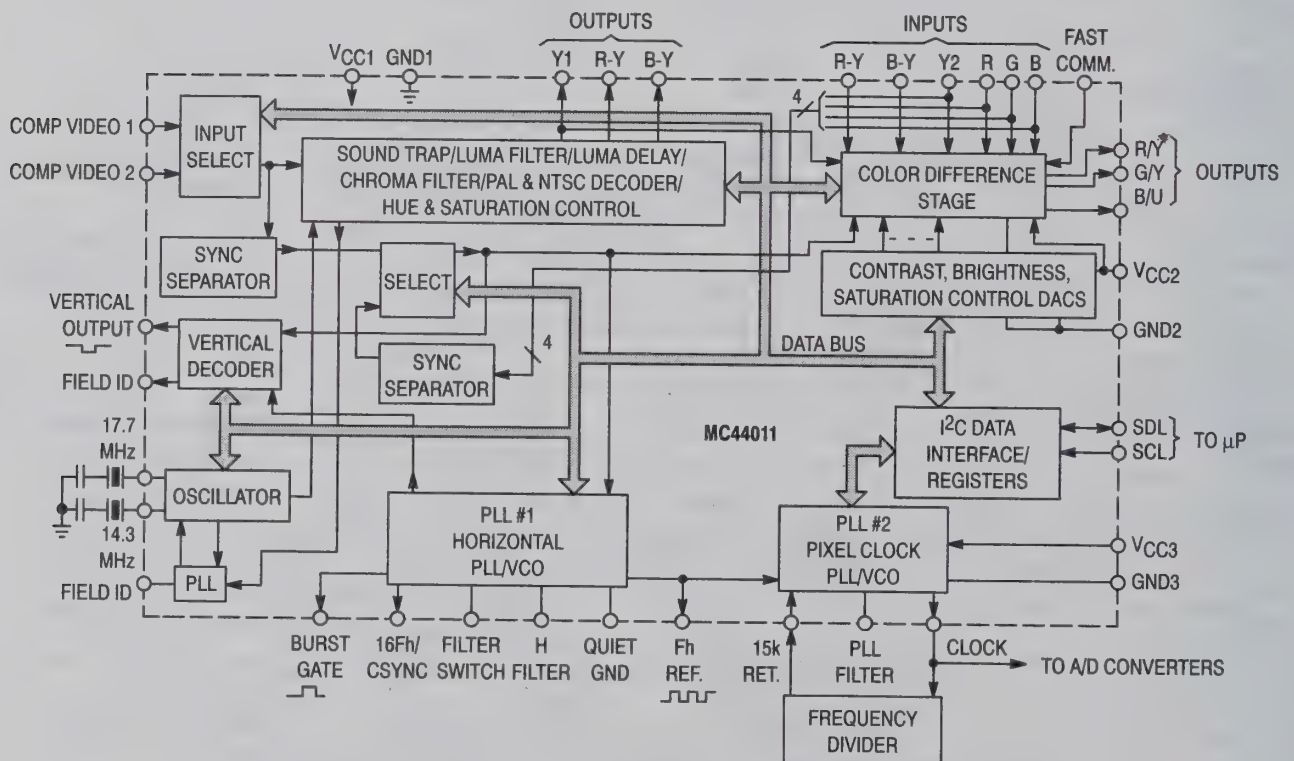 OUTPUTS
INPUTS
VCC1 GND1
Y1 R-Y B-Y
R-Y B-Y Y2 R G B
FAST
COMM.
4
COMP VIDEO 1
COMP VIDEO 2
INPUT
SELECT
SOUND TRAP/LUMA FILTER/LUMA DELAY/
CHROMA FILTER/PAL & NTSC DECODER/
HUE & SATURATION CONTROL
COLOR DIFFERENCE
STAGE
R/Y*
G/Y
B/U
OUTPUTS
SYNC
SEPARATOR
SELECT
CONTRAST, BRIGHTNESS,
SATURATION CONTROL DACS
VCC2
GND2
VERTICAL
OUTPUT
FIELD ID
VERTICAL
DECODER
SYNC
SEPARATOR
4
DATA BUS
MC44011
I2C DATA
INTERFACE/
REGISTERS
SDL
SCL
TO µP
17.7
MHz
14.3
MHz
OSCILLATOR
PLL
FIELD ID
PLL #1
HORIZONTAL
PLL/VCO
PLL #2
PIXEL CLOCK
PLL/VCO
VCC3
GND3
BURST
GATE
16Fh/
CSYNC
FILTER
SWITCH
H
FILTER
QUIET
GND
Fh
REF.
15k
RET.
PLL
FILTER
CLOCK
TO A/D CONVERTERS
FREQUENCY
DIVIDER